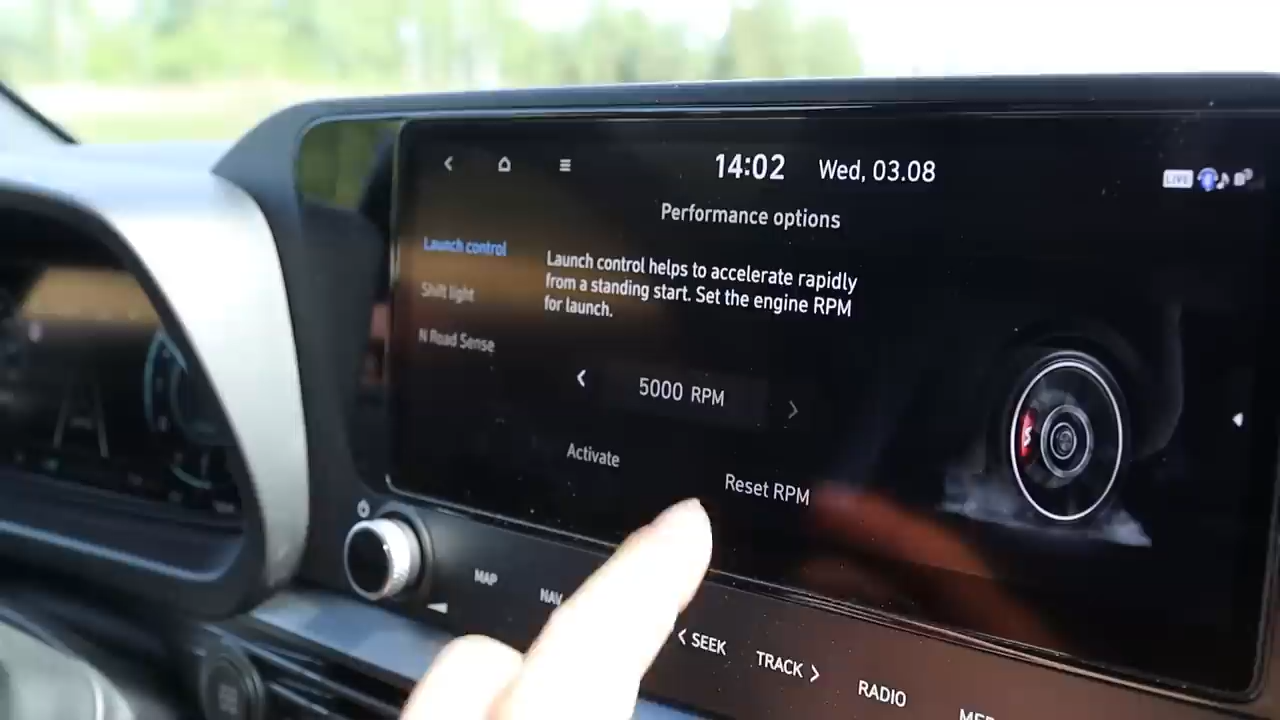 14:02 Wed, 03.08
LIVE
Performance options
Launch control
Shift light
N Road Sense
Launch control helps to accelerate rapidly
from a standing start. Set the engine RPM
for launch.
5000 RPM
Activate
Reset RPM
MAP
NAV
SEEK
TRACK
RADIO